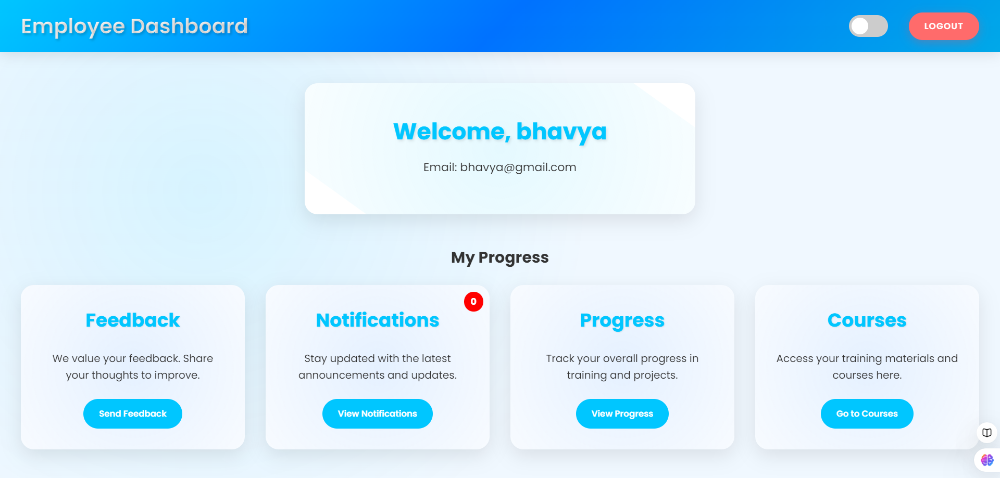 Employee Dashboard
LOGOUT
Welcome, bhavya
Email: bhavya@gmail.com
My Progress
Feedback
We value your feedback. Share
your thoughts to improve.
Send Feedback
0
Notifications
Stay updated with the latest
announcements and updates.
View Notifications
Progress
Track your overall progress in
training and projects.
View Progress
Courses
Access your training materials and
courses here.
Go to Courses